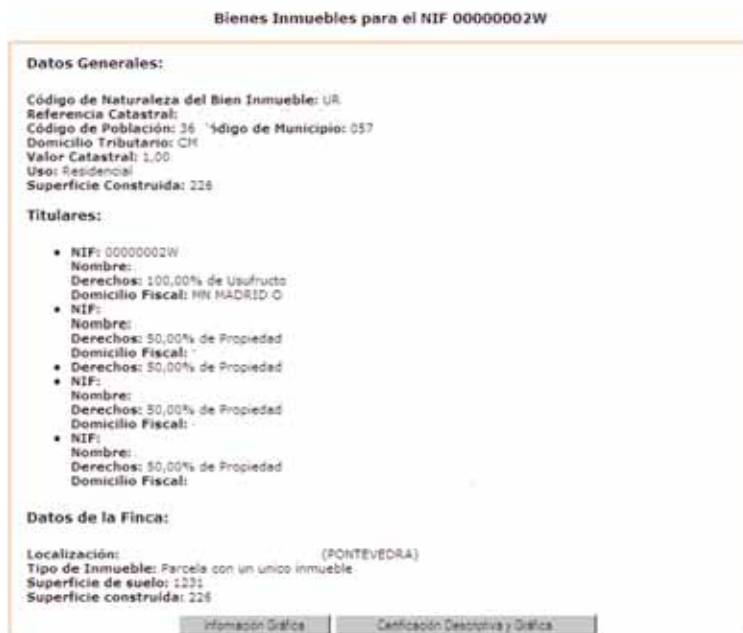 Bienes Inmuebles para el NIF 00000002W
Datos Generales:
Código de Naturaleza del Bien Inmueble: UR
Referencia Catastral:
Código de Población: 36 ódigo de Municipio: 057
Domicilio Tributario: CM
Valor Catastral: 1,00
Uso: Residencial
Superficie Construida: 226
Titulares:
• NIF: 00000002W
Nombre:
Derechos: 100,00% de Usufructo
Domicilio Fiscal: MN MADRID O
• NIF:
Nombre:
Derechos: 50,00% de Propiedad
Domicilio Fiscal:
• Derechos: 50,00% de Propiedad
• NIF:
Nombre:
Derechos: 50,00% de Propiedad
Domicilio Fiscal:
• NIF:
Nombre:
Derechos: 50,00% de Propiedad
Domicilio Fiscal:
Datos de la Finca:
Localización: (PONTEVEDRA)
Tipo de Inmueble: Parcela con un unico inmueble
Superficie de suelo: 1231
Superficie construida: 226
Infomación Gráfica Certificación Descriptiva y Gráfica